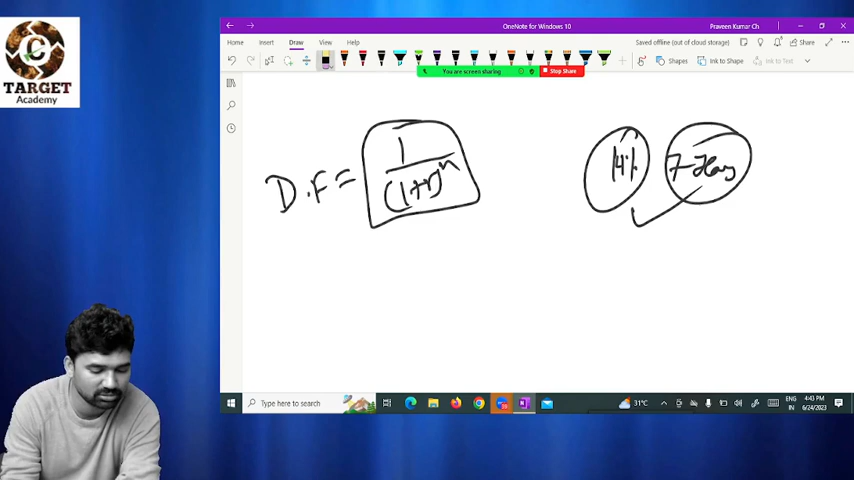 TARGET
Academy
OneNote for Windows 10
Praveen Kumar Ch
Home Insert Draw View Help
Saved offline (out of cloud storage)
Share
You are screen sharing
Stop Share
Shapes
Ink to Shape
Ink to Text
D.F = 1
(1+r)^n
14%
Type here to search
31°C
ENG
IN
4:43 PM
6/24/2023